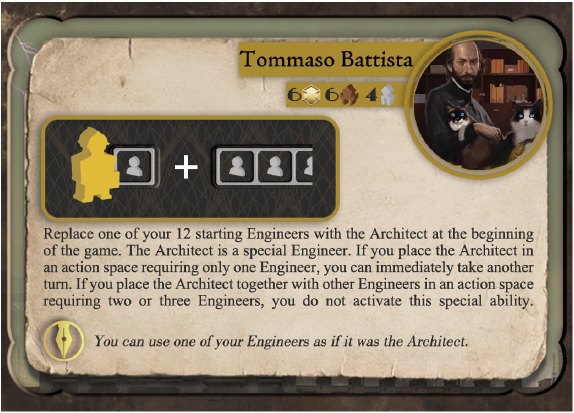 Tommaso Battista
6 6 4
Replace one of your 12 starting Engineers with the Architect at the beginning
of the game. The Architect is a special Engineer. If you place the Architect in
an action space requiring only one Engineer, you can immediately take another
turn. If you place the Architect together with other Engineers in an action space
requiring two or three Engineers, you do not activate this special ability.
You can use one of your Engineers as if it was the Architect.